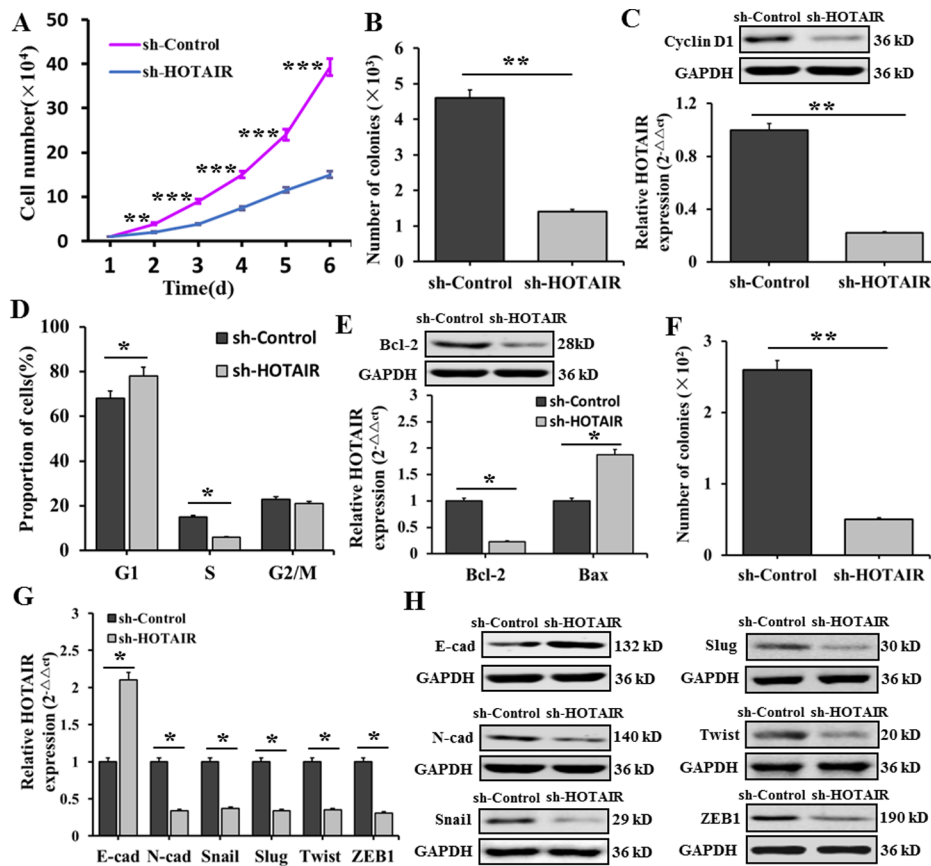 A
sh-Control
sh-HOTAIR
Cell number(×10⁴)
50
40
30
20
10
0
** *** *** *** ***
1 2 3 4 5 6
Time(d)
B
Number of colonies (×10³)
6
4
2
0
**
sh-Control sh-HOTAIR
C
sh-Control sh-HOTAIR
Cyclin D1 36 kD
GAPDH 36 kD
Relative HOTAIR
expression (2-△△ct)
1.2
0.9
0.6
0.3
0
**
sh-Control sh-HOTAIR
D
Proportion of cells(%)
100
80
60
40
20
0
sh-Control
sh-HOTAIR
* *
G1 S G2/M
E
sh-Control sh-HOTAIR
Bcl-2 28kD
GAPDH 36 kD
Relative HOTAIR
expression (2-△△ct)
sh-Control
sh-HOTAIR
2.5
2
1.5
1
0.5
0
* *
Bcl-2 Bax
F
Number of colonies (×10²)
3
2
1
0
**
sh-Control sh-HOTAIR
G
Relative HOTAIR
expression (2-△△ct)
3
2.5
2
1.5
1
0.5
0
sh-Control
sh-HOTAIR
* * * * * *
E-cad N-cad Snail Slug Twist ZEB1
H
sh-Control sh-HOTAIR
E-cad 132 kD
GAPDH 36 kD
sh-Control sh-HOTAIR
N-cad 140 kD
GAPDH 36 kD
sh-Control sh-HOTAIR
Snail 29 kD
GAPDH 36 kD
sh-Control sh-HOTAIR
Slug 30 kD
GAPDH 36 kD
sh-Control sh-HOTAIR
Twist 20 kD
GAPDH 36 kD
sh-Control sh-HOTAIR
ZEB1 190 kD
GAPDH 36 kD